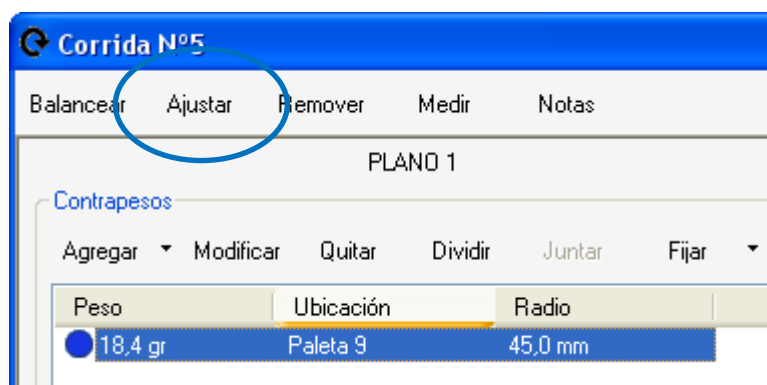 Corrida Nº5
Balancear Ajustar Remover Medir Notas
PLANO 1
Contrapesos
Agregar Modificar Quitar Dividir Juntar Fijar
Peso Ubicación Radio
18,4 gr Paleta 9 45,0 mm